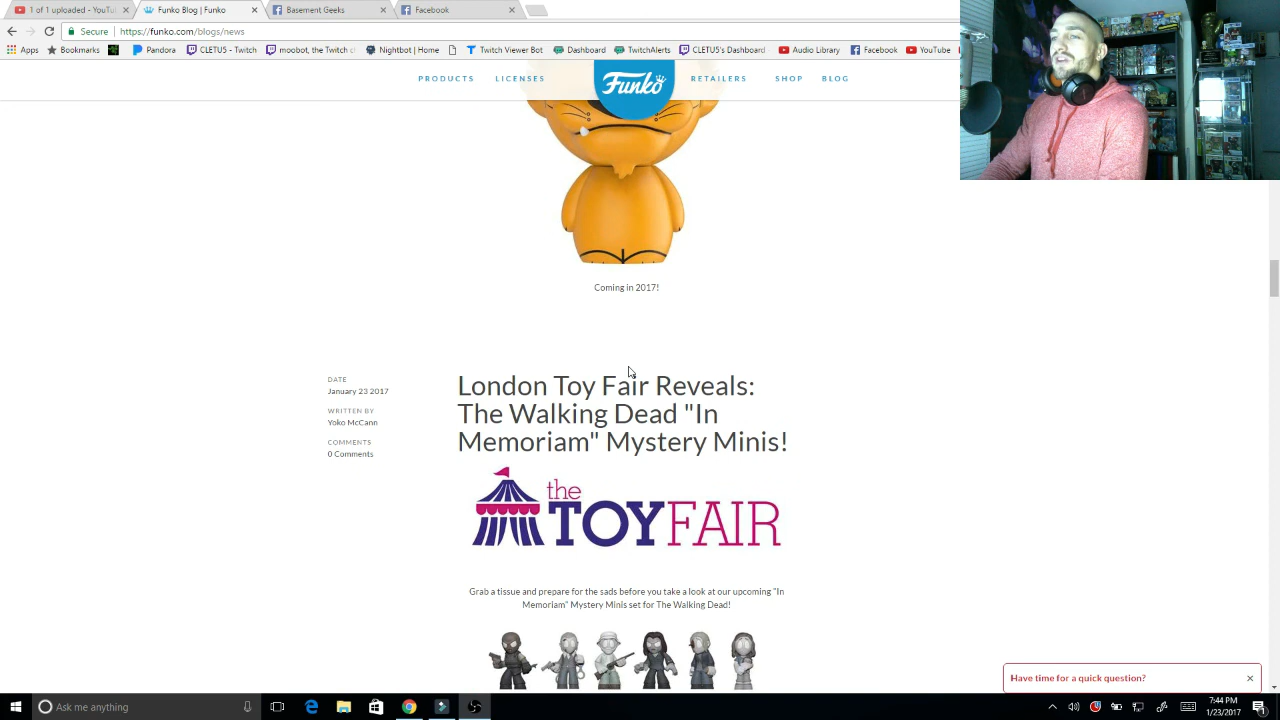 1 of 1 uploaded - YouTu
Funko Blog | Funko
Basement Geeks
Facebook
Secure
https://funko.com/blogs/news
Apps
Bookmarks
Pandora
CLETU5 - Twitch
moobot, the Twitch c
Nightbot | Home
Twitch Viewer Bot
Dashboard
TwitchAlerts
CLETU5's Dashboard
Audio Library
Facebook
YouTube
PRODUCTS
LICENSES
Funko
RETAILERS
SHOP
BLOG
Coming in 2017!
DATE
January 23 2017
WRITTEN BY
Yoko McCann
COMMENTS
0 Comments
London Toy Fair Reveals:
The Walking Dead "In
Memoriam" Mystery Minis!
the
TOYFAIR
Grab a tissue and prepare for the sads before you take a look at our upcoming "In
Memoriam" Mystery Minis set for The Walking Dead!
Have time for a quick question?
Ask me anything
7:44 PM
1/23/2017